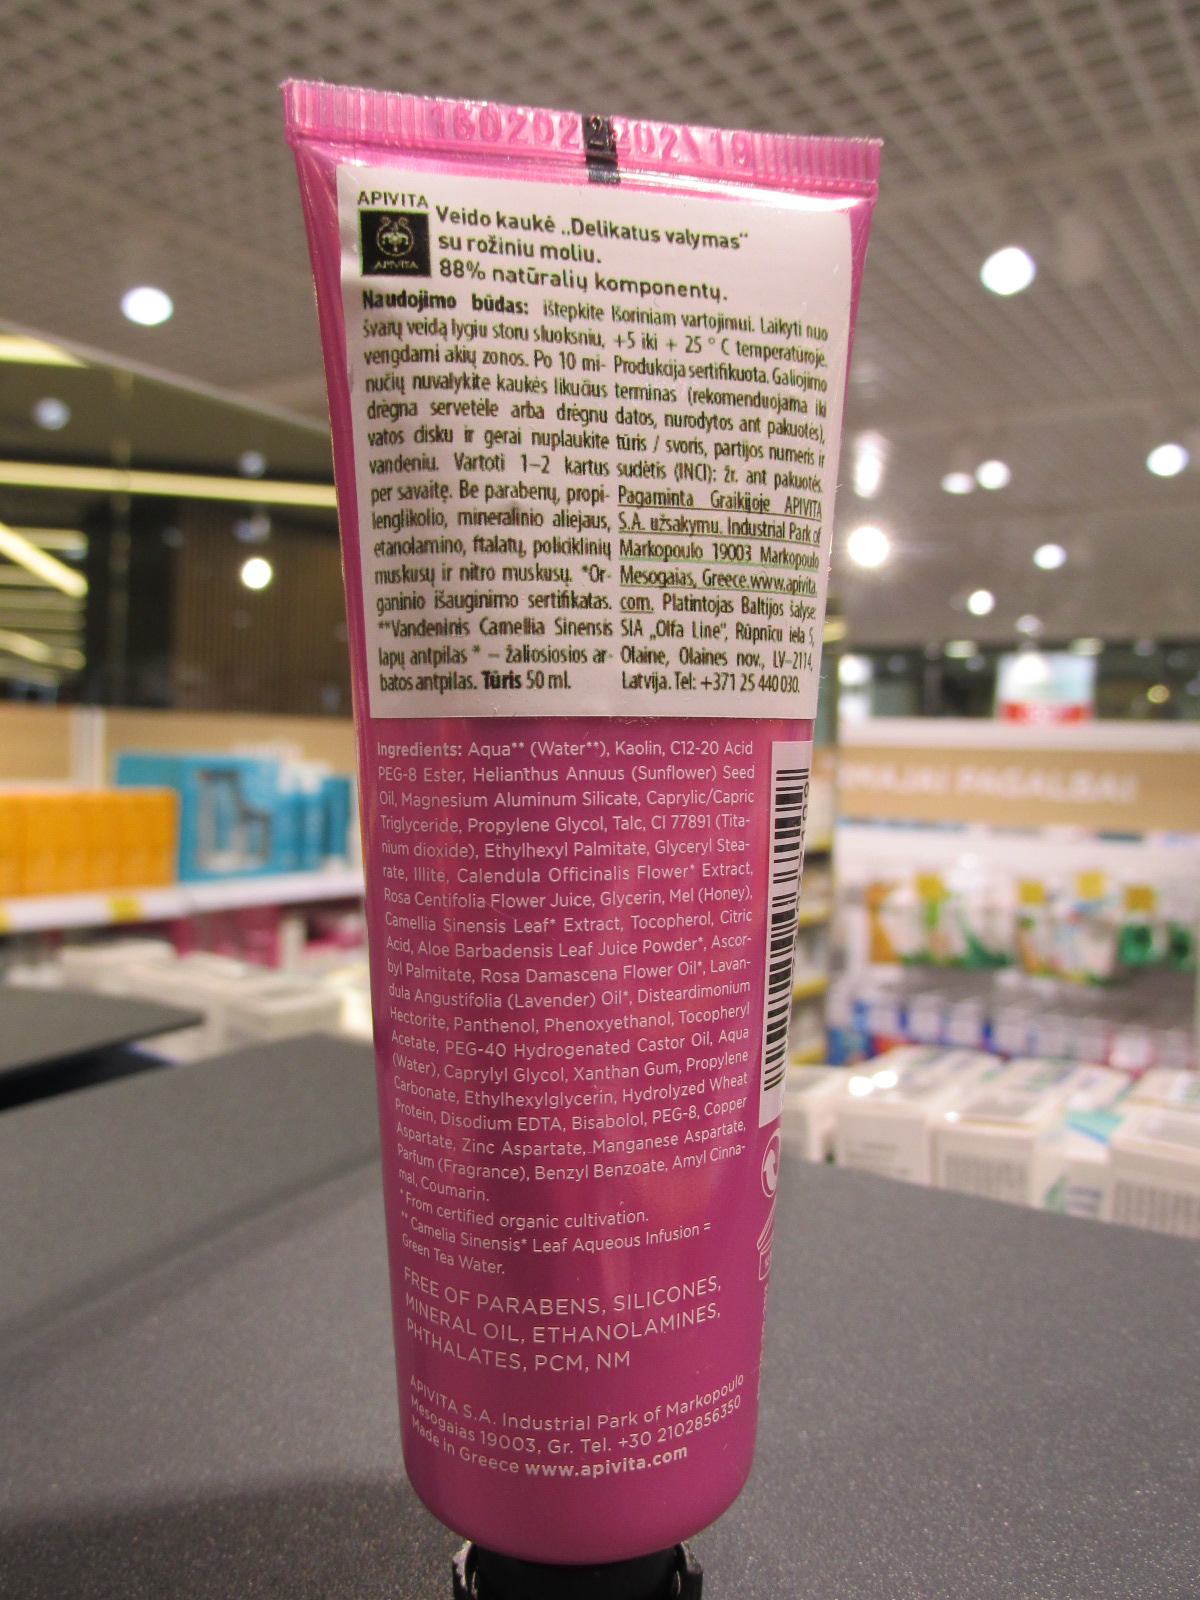 APIVITA
APIVITA
Veido kaukė „Delikatus valymas“
su rožiniu moliu.
88% natūralių komponentų.
Naudojimo būdas: ištepkite
švarų veidą lygiu storu sluoksniu,
vengdami akių zonos. Po 10 mi-
nučių nuvalykite kaukės likučius
drėgna servetėle arba drėgnu
vatos disku ir gerai nuplaukite
vandeniu. Vartoti 1–2 kartus
per savaitę. Be parabenų, propi-
lenglikolio, mineralinio aliejaus,
etanolamino, ftalatų, policiklinių
muskusų ir nitro muskusų. *Or-
ganinio išauginimo sertifikatas.
**Vandeninis Camellia Sinensis
lapų antpilas * – žaliosiosios ar-
batos antpilas. Tūris 50 ml.
Išoriniam vartojimui. Laikyti nuo
+5 iki + 25 ° C temperatūroje.
Produkcija sertifikuota. Galiojimo
terminas (rekomenduojama iki
datos, nurodytos ant pakuotės),
tūris / svoris, partijos numeris ir
sudėtis (INCI): žr. ant pakuotės.
Pagaminta Graikijoje APIVITA
S.A. užsakymu. Industrial Park of
Markopoulo 19003 Markopoulo
Mesogaias, Greece.www.apivita.
com. Platintojas Baltijos šalyse:
SIA „Olfa Line“, Rūpnicu iela 5,
Olaine, Olaines nov., LV–2114,
Latvija. Tel: +371 25 440 030.
Ingredients: Aqua** (Water**), Kaolin, C12-20 Acid
PEG-8 Ester, Helianthus Annuus (Sunflower) Seed
Oil, Magnesium Aluminum Silicate, Caprylic/Capric
Triglyceride, Propylene Glycol, Talc, CI 77891 (Tita-
nium dioxide), Ethylhexyl Palmitate, Glyceryl Stea-
rate, Illite, Calendula Officinalis Flower* Extract,
Rosa Centifolia Flower Juice, Glycerin, Mel (Honey),
Camellia Sinensis Leaf* Extract, Tocopherol, Citric
Acid, Aloe Barbadensis Leaf Juice Powder*, Ascor-
byl Palmitate, Rosa Damascena Flower Oil*, Lavan-
dula Angustifolia (Lavender) Oil*, Disteardimonium
Hectorite, Panthenol, Phenoxyethanol, Tocopheryl
Acetate, PEG-40 Hydrogenated Castor Oil, Aqua
(Water), Caprylyl Glycol, Xanthan Gum, Propylene
Carbonate, Ethylhexylglycerin, Hydrolyzed Wheat
Protein, Disodium EDTA, Bisabolol, PEG-8, Copper
Aspartate, Zinc Aspartate, Manganese Aspartate,
Parfum (Fragrance), Benzyl Benzoate, Amyl Cinna-
mal, Coumarin.
*From certified organic cultivation.
** Camelia Sinensis* Leaf Aqueous Infusion =
Green Tea Water.
FREE OF PARABENS, SILICONES,
MINERAL OIL, ETHANOLAMINES,
PHTHALATES, PCM, NM
APIVITA S.A. Industrial Park of Markopoulo
Mesogaias 19003, Gr. Tel. +30 2102856350
Made in Greece www.apivita.com